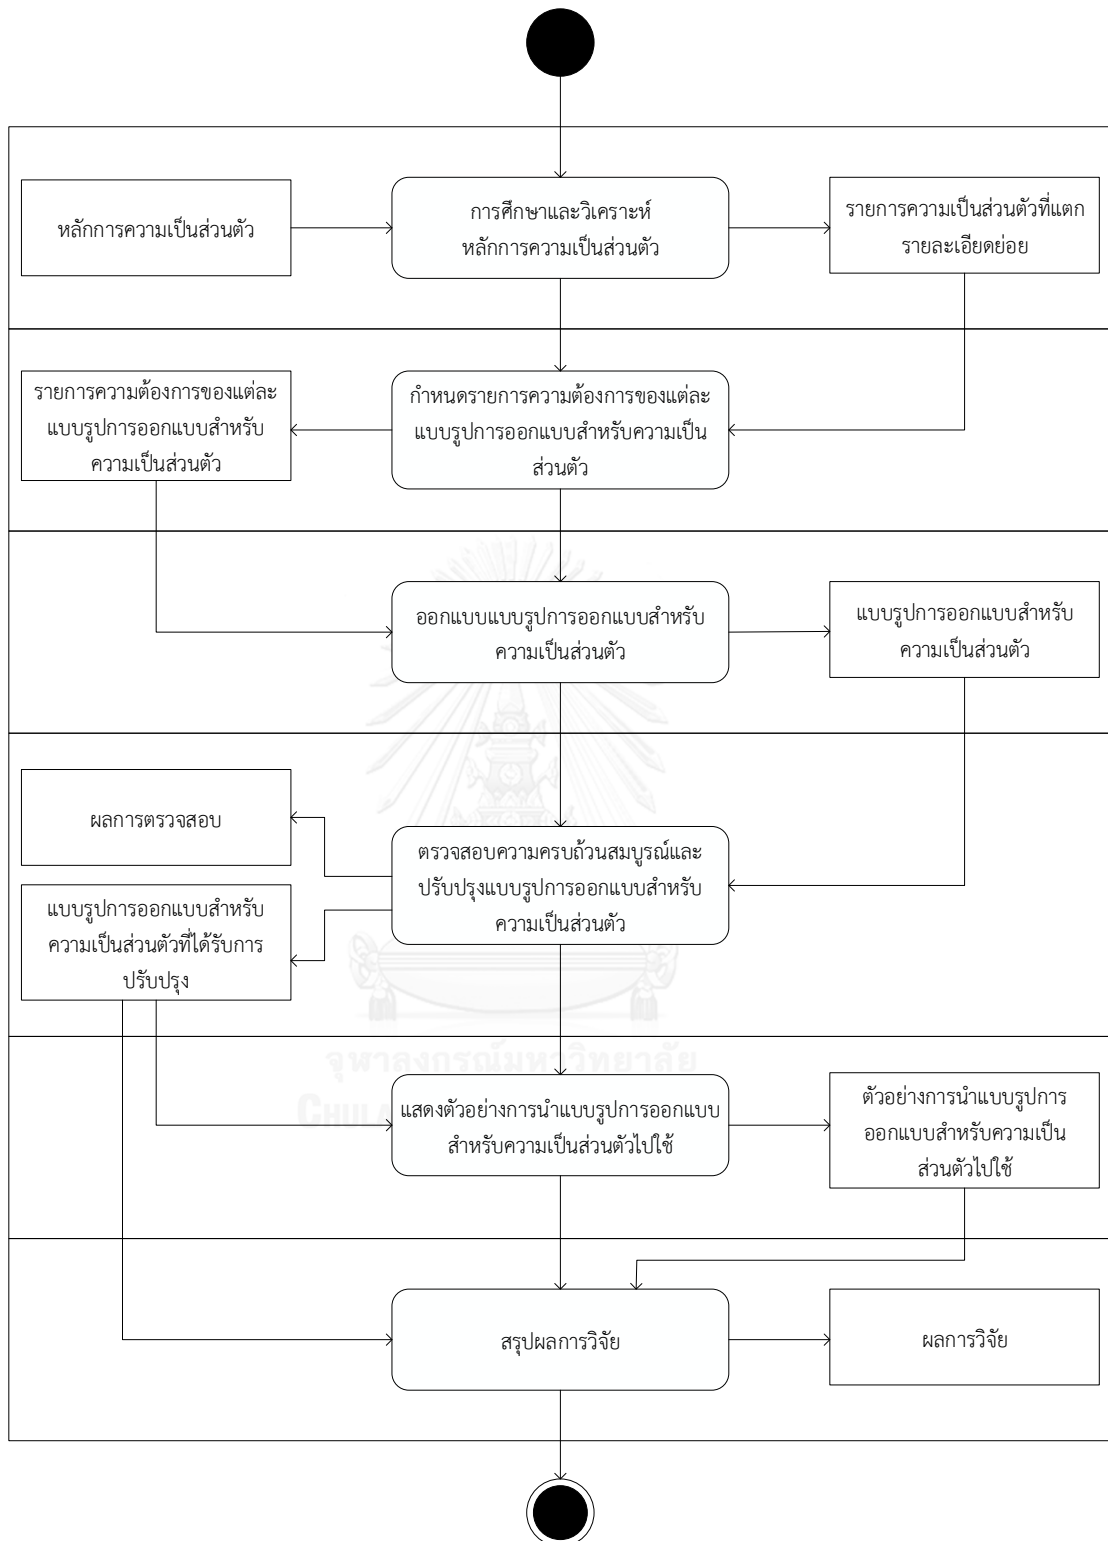 หลักการความเป็นส่วนตัว
การศึกษาและวิเคราะห์
หลักการความเป็นส่วนตัว
รายการความเป็นส่วนตัวที่แตก
รายละเอียดย่อย
รายการความต้องการของแต่ละ
แบบรูปการออกแบบสำหรับ
ความเป็นส่วนตัว
กำหนดรายการความต้องการของแต่ละ
แบบรูปการออกแบบสำหรับความเป็น
ส่วนตัว
ออกแบบแบบรูปการออกแบบสำหรับ
ความเป็นส่วนตัว
แบบรูปการออกแบบสำหรับ
ความเป็นส่วนตัว
ผลการตรวจสอบ
ตรวจสอบความครบถ้วนสมบูรณ์และ
ปรับปรุงแบบรูปการออกแบบสำหรับ
ความเป็นส่วนตัว
แบบรูปการออกแบบสำหรับ
ความเป็นส่วนตัวที่ได้รับการ
ปรับปรุง
จุฬาลงกรณ์มหาวิทยาลัย
แสดงตัวอย่างการนำแบบรูปการออกแบบ
สำหรับความเป็นส่วนตัวไปใช้
ตัวอย่างการนำแบบรูปการ
ออกแบบสำหรับความเป็น
ส่วนตัวไปใช้
สรุปผลการวิจัย
ผลการวิจัย